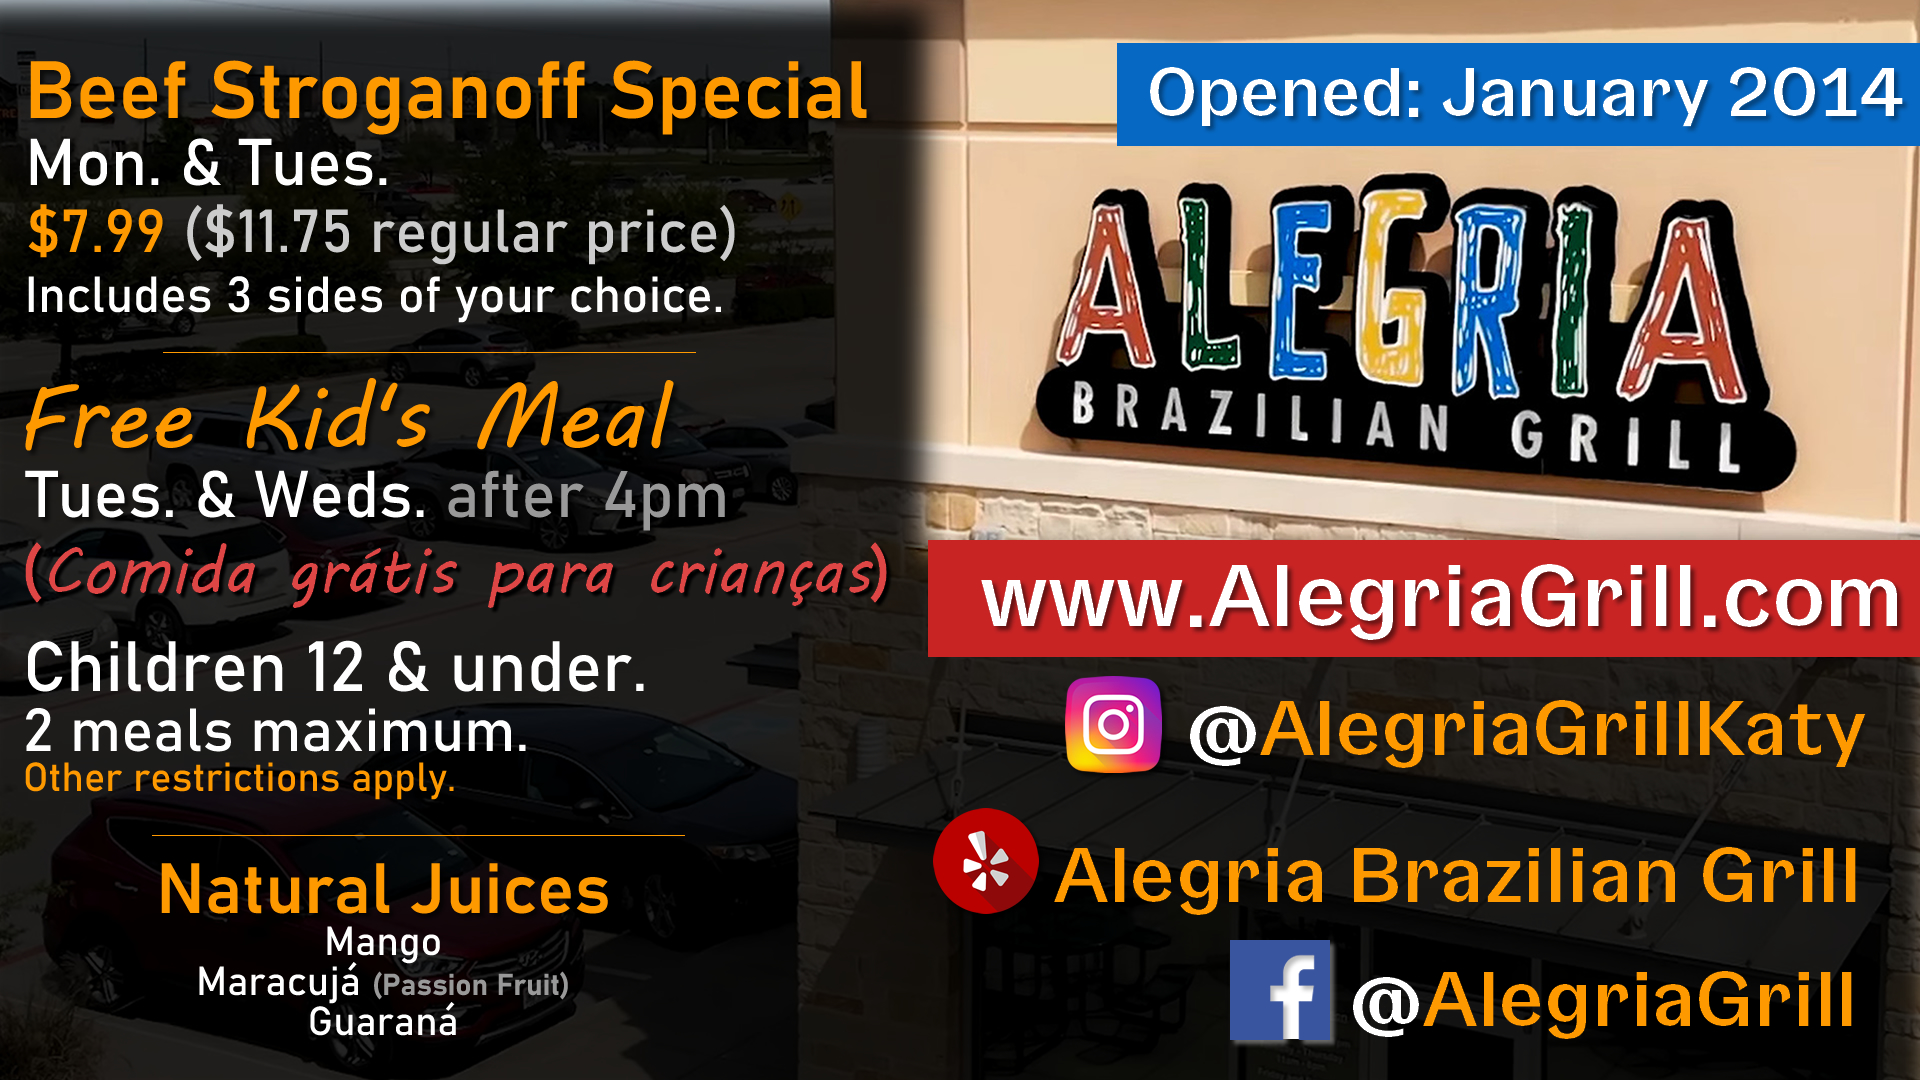 Beef Stroganoff Special
Mon. & Tues.
$7.99 ($11.75 regular price)
Includes 3 sides of your choice.
Free Kid's Meal
Tues. & Weds. after 4pm
(Comida grátis para crianças)
Children 12 & under.
2 meals maximum.
Other restrictions apply.
Natural Juices
Mango
Maracujá (Passion Fruit)
Guaraná
Opened: January 2014
ALEGRIA
BRAZILIAN GRILL
www.AlegriaGrill.com
@AlegriaGrillKaty
Alegria Brazilian Grill
@AlegriaGrill